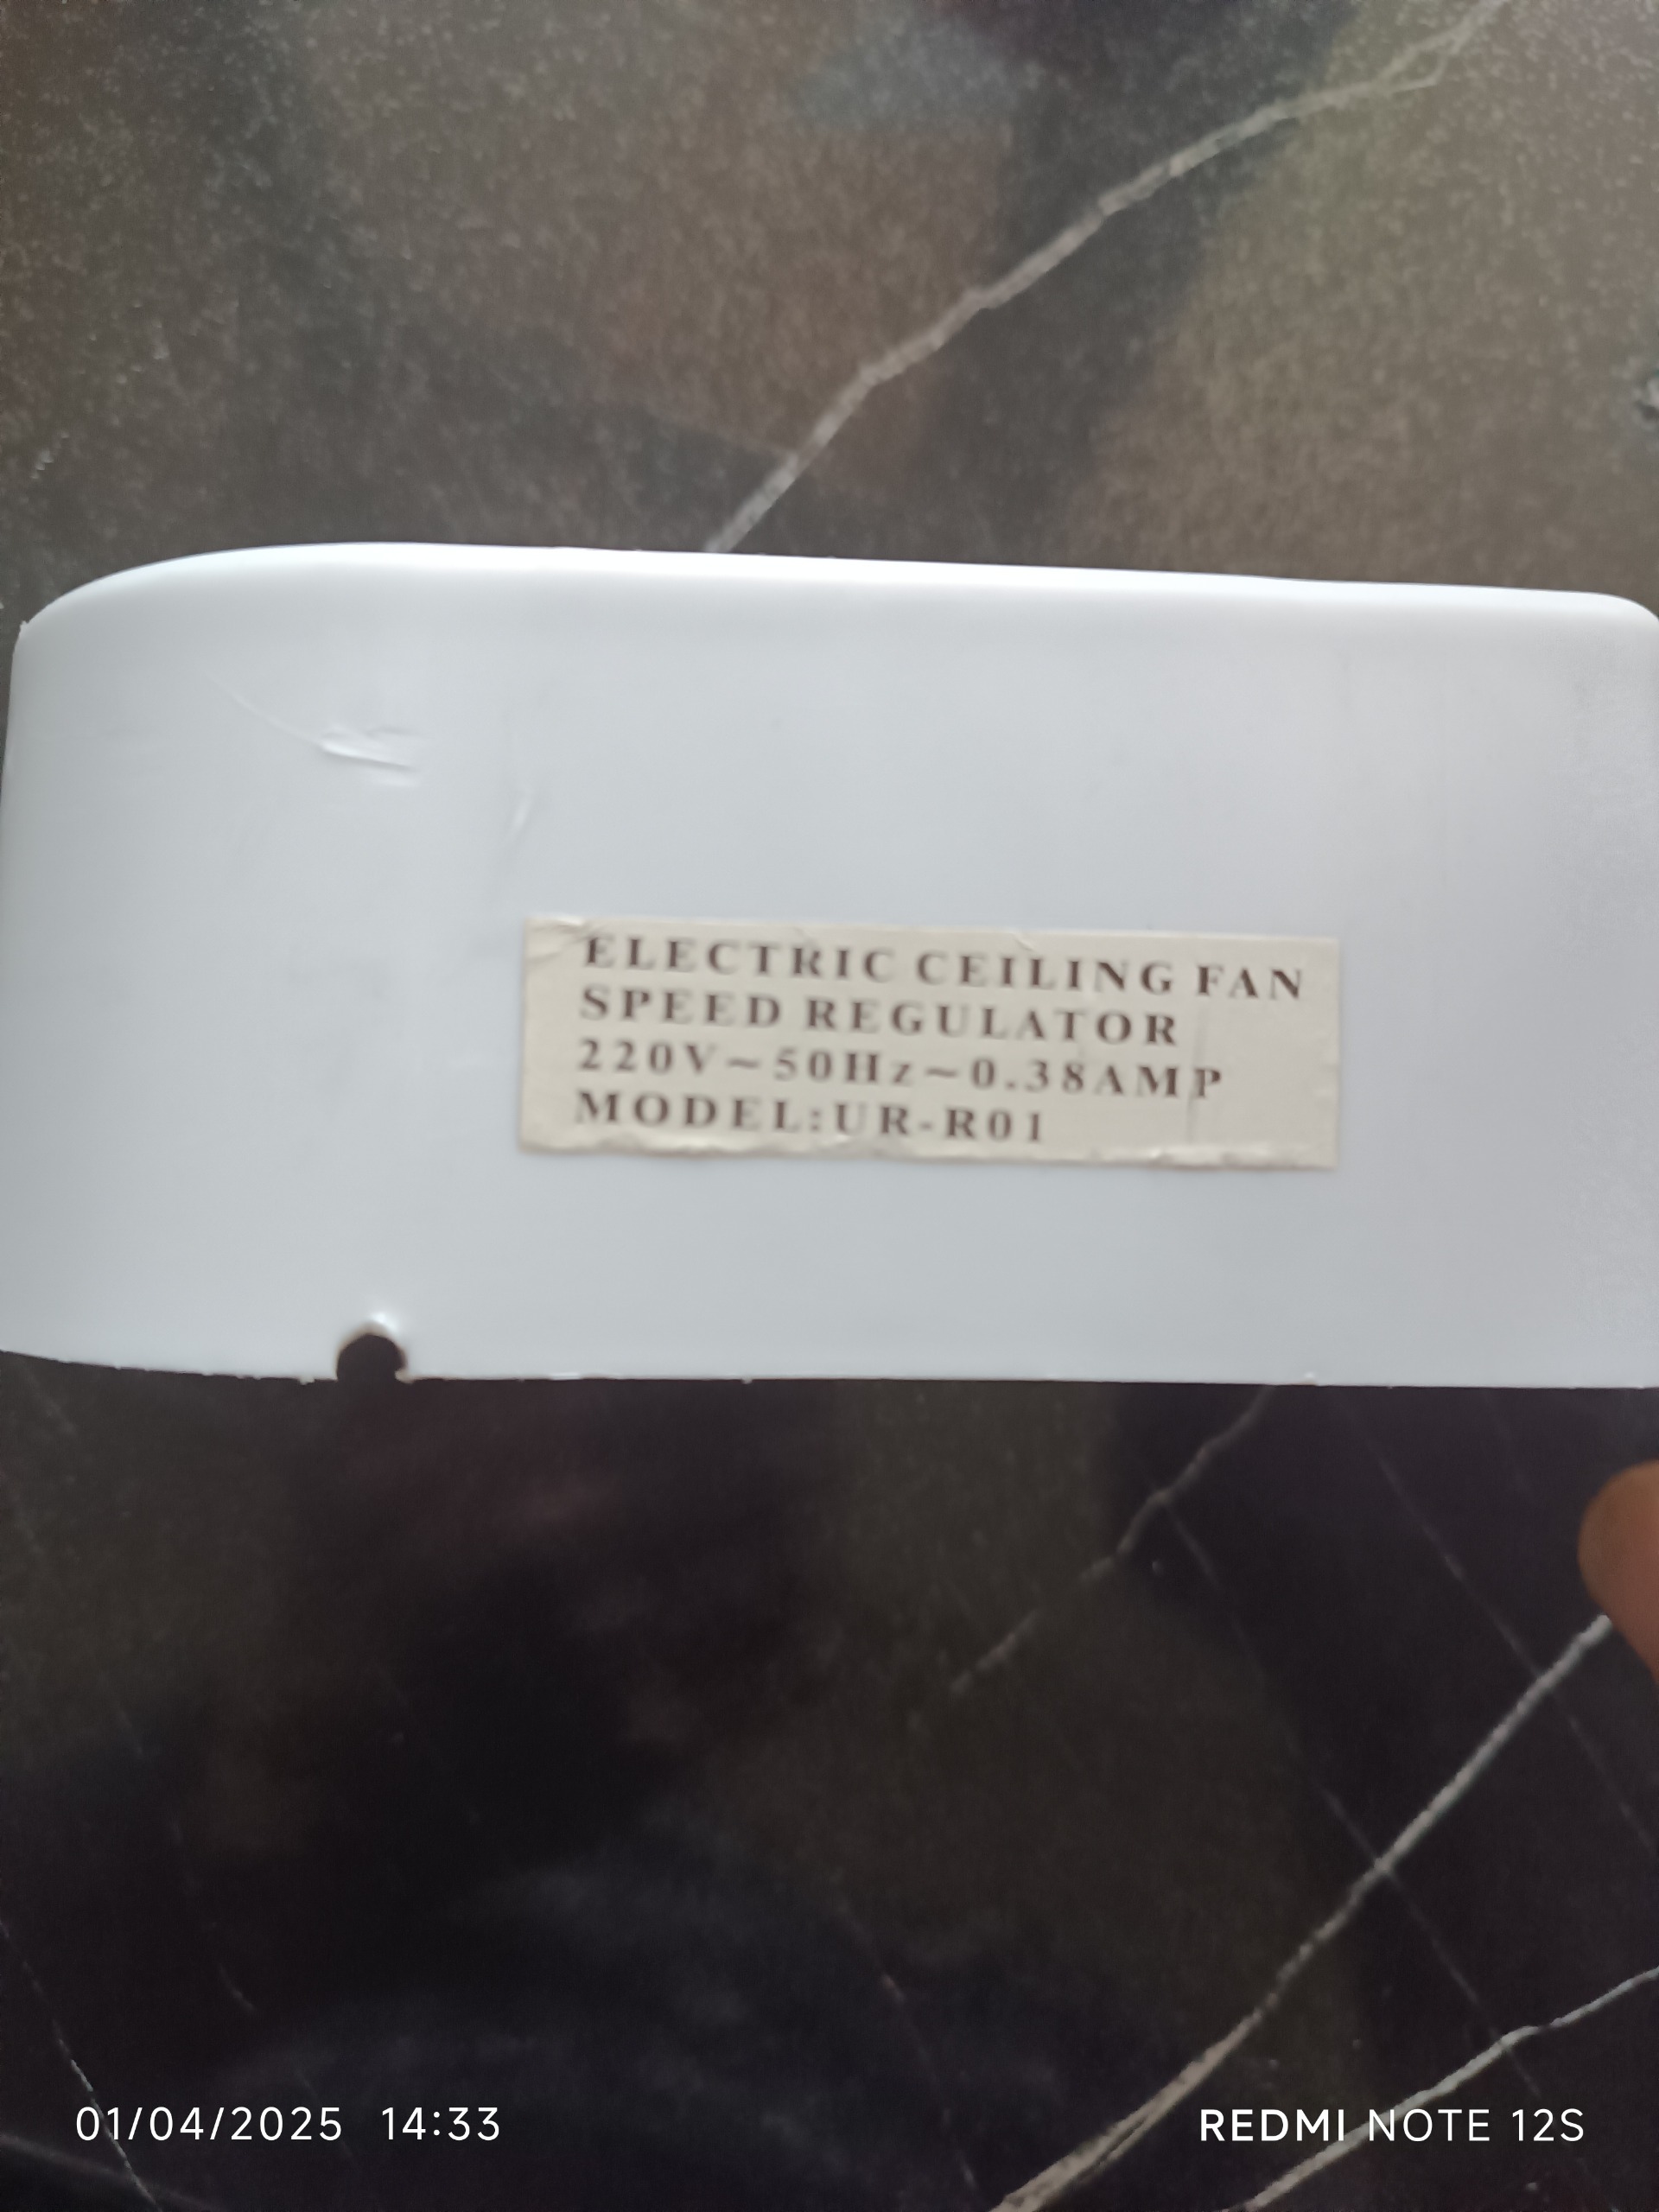 ELECTRIC CEILING FAN
SPEED REGULATOR
220V~50Hz~0.38AMP
MODEL:UR-R01
01/04/2025 14:33
REDMI NOTE 12S